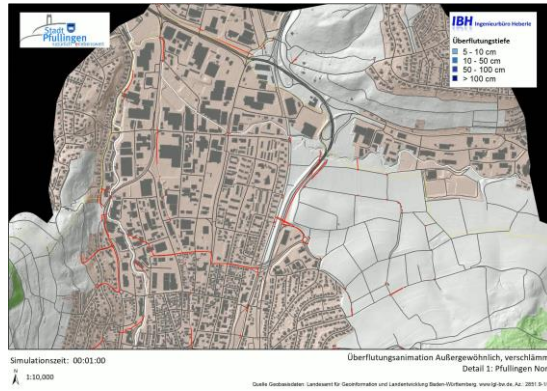 Stadt
Pfullingen
IBH Ingenieurbüro Heberle
Überflutungstiefe
5 - 10 cm
10 - 50 cm
50 - 100 cm
> 100 cm
Simulationszeit: 00:01:00
Überflutungsanimation Außergewöhnlich, verschlämm
Detail 1: Pfullingen Nor
N
1:10,000
Quelle Geobasisdaten: Landesamt für Geoinformation und Landentwicklung Baden-Württemberg, www.lgl-bw.de, Az.: 2851.9-1/